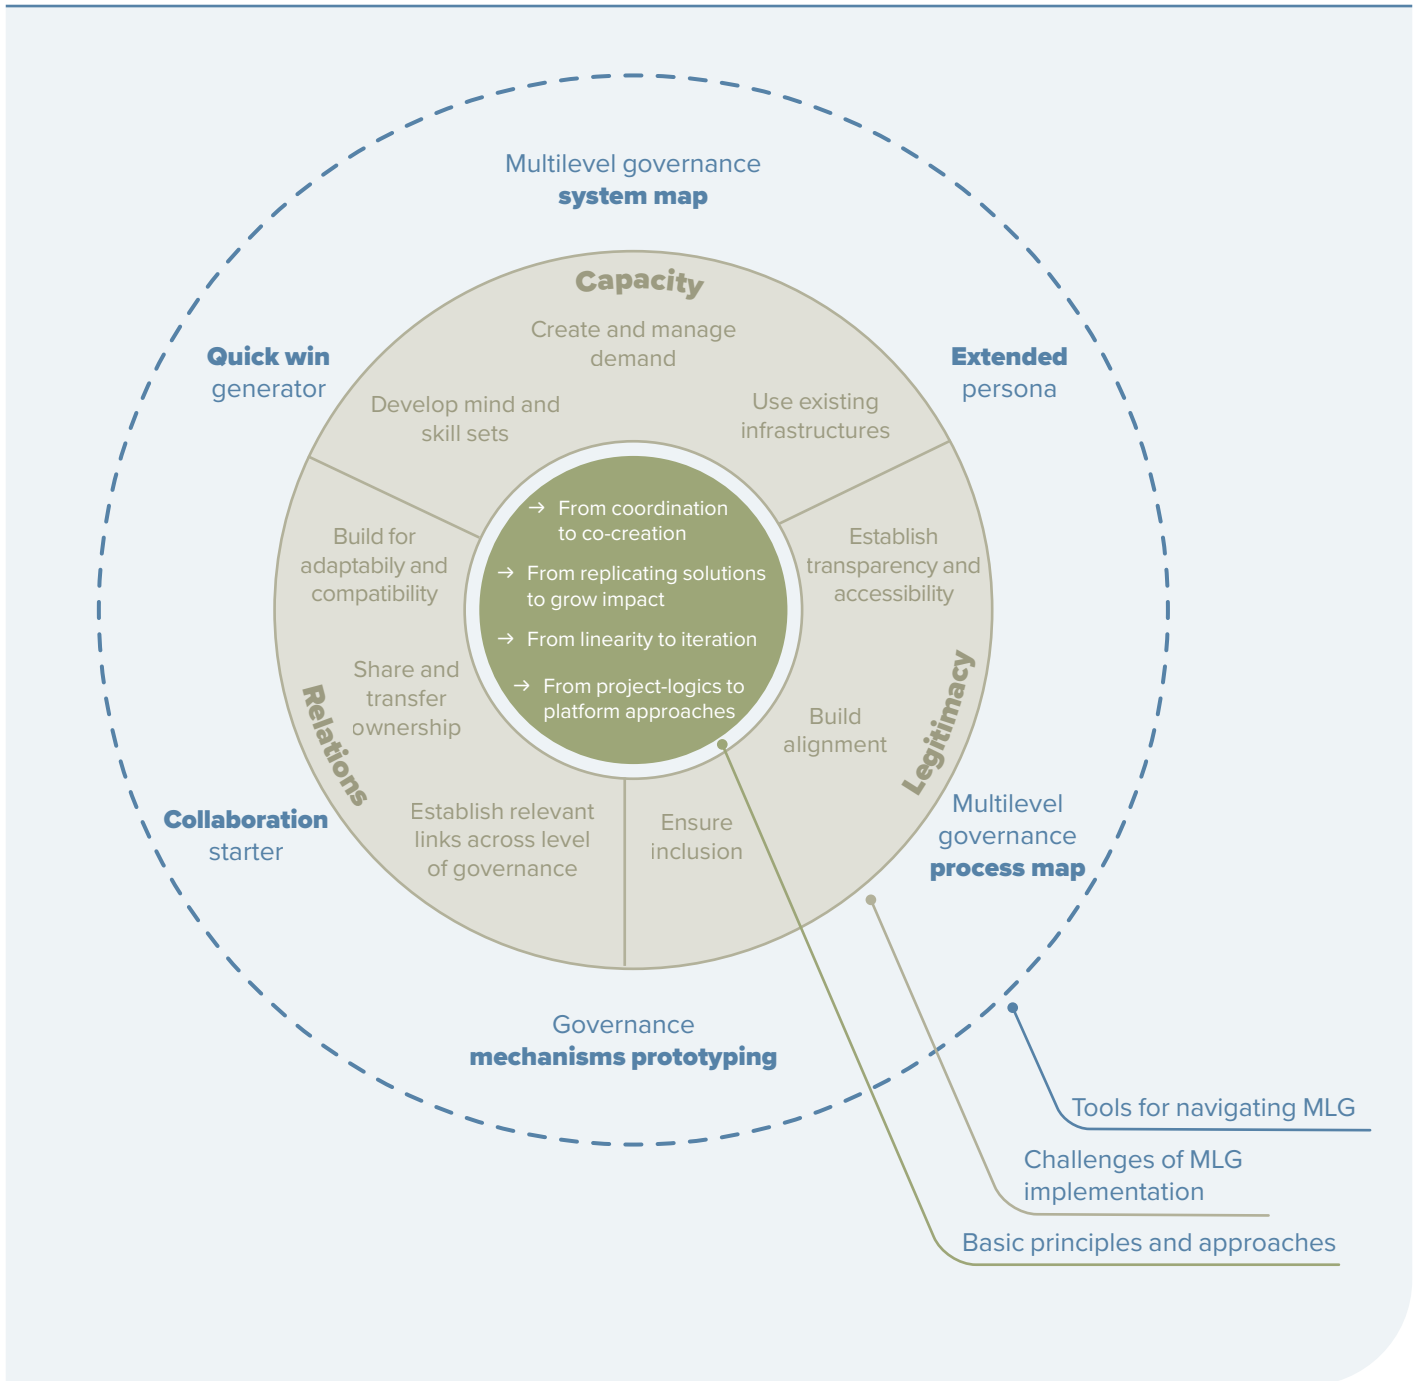 Multilevel governance
system map
Quick win
generator
Extended
persona
Capacity
Create and manage
demand
Develop mind and
skill sets
Use existing
infrastructures
Build for
adaptabily and
compatibility
Share and
transfer
ownership
Relations
Establish relevant
links across level
of governance
→ From coordination
to co-creation
→ From replicating solutions
to grow impact
→ From linearity to iteration
→ From project-logics to
platform approaches
Establish
transparency and
accessibility
Build
alignment
Legitimacy
Ensure
inclusion
Collaboration
starter
Multilevel
governance
process map
Governance
mechanisms prototyping
Tools for navigating MLG
Challenges of MLG
implementation
Basic principles and approaches